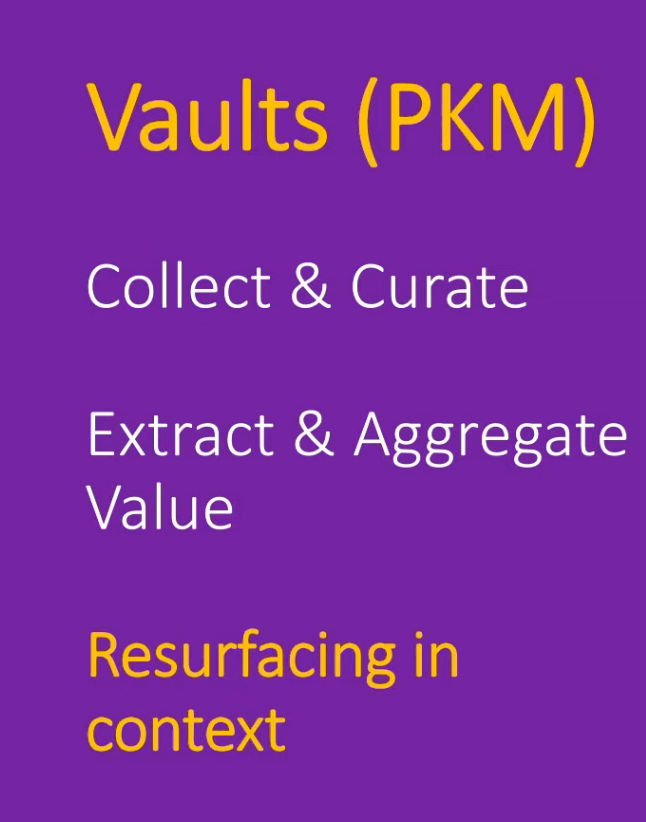 Vaults (PKM)
Collect & Curate
Extract & Aggregate
Value
Resurfacing in
context